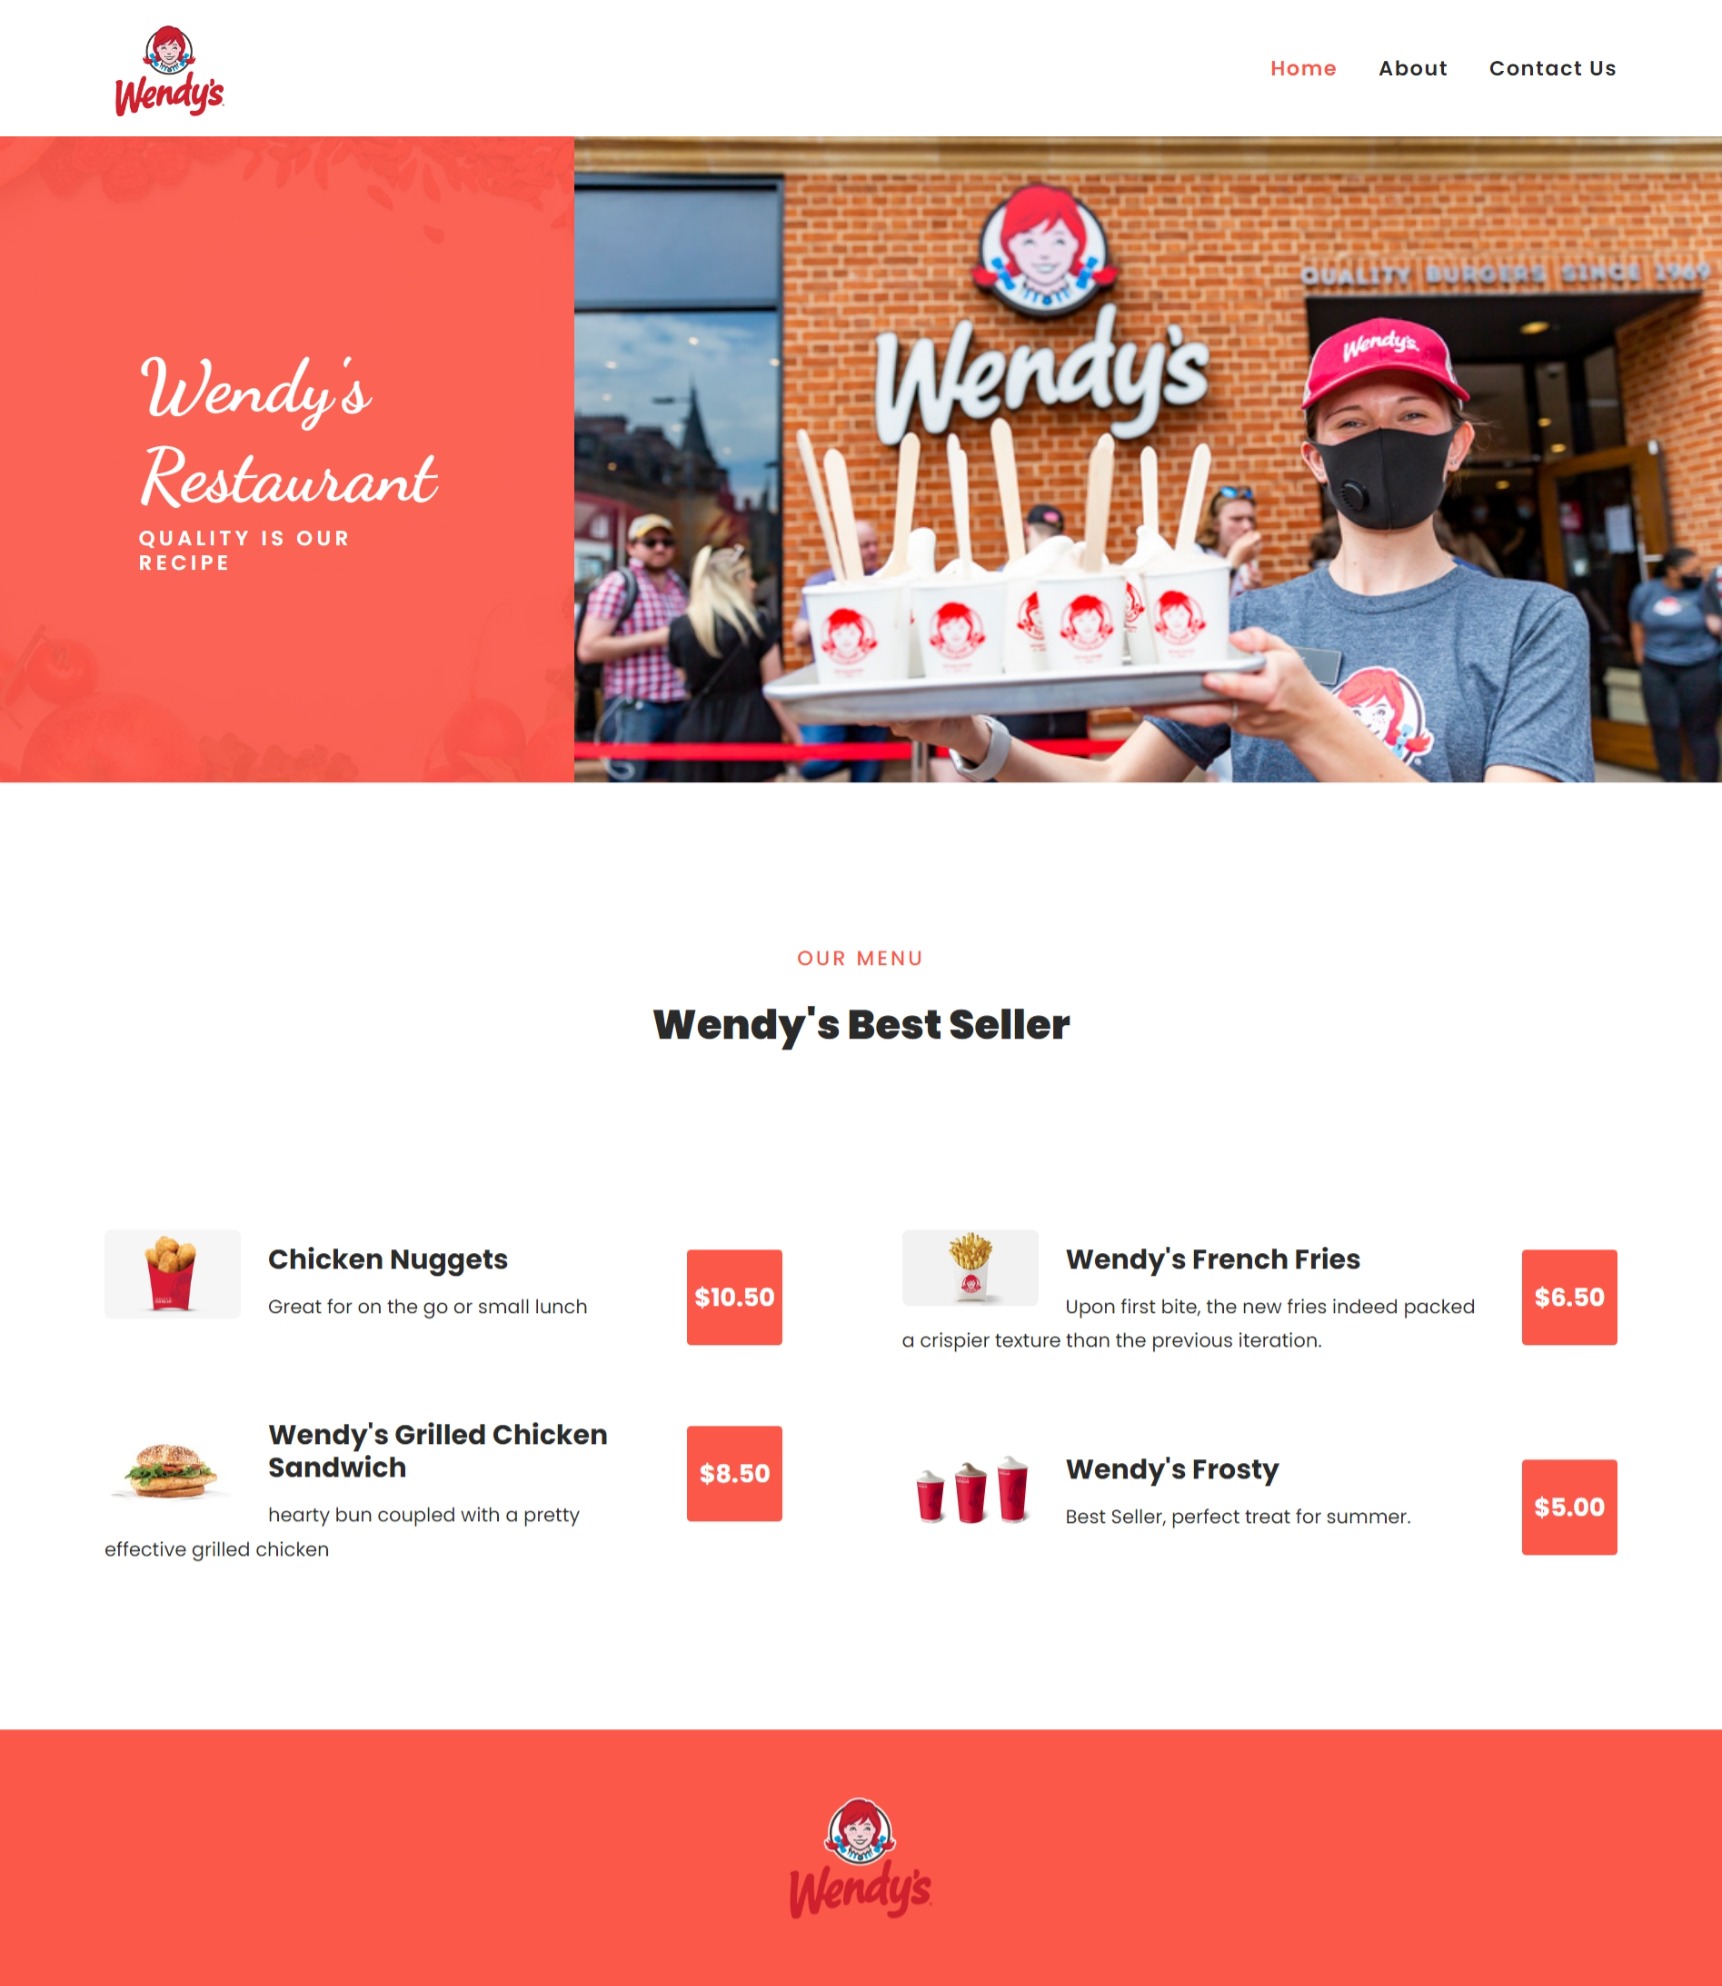 Wendy's
Home About Contact Us
QUALITY BURGERS SINCE 1969
Wendy's
Wendy's
Wendy's
Restaurant
QUALITY IS OUR
RECIPE
OUR MENU
Wendy's Best Seller
Chicken Nuggets
Great for on the go or small lunch
$10.50
Wendy's French Fries
Upon first bite, the new fries indeed packed
a crispier texture than the previous iteration.
$6.50
Wendy's Grilled Chicken
Sandwich
hearty bun coupled with a pretty
effective grilled chicken
$8.50
Wendy's Frosty
Best Seller, perfect treat for summer.
$5.00
Wendy's